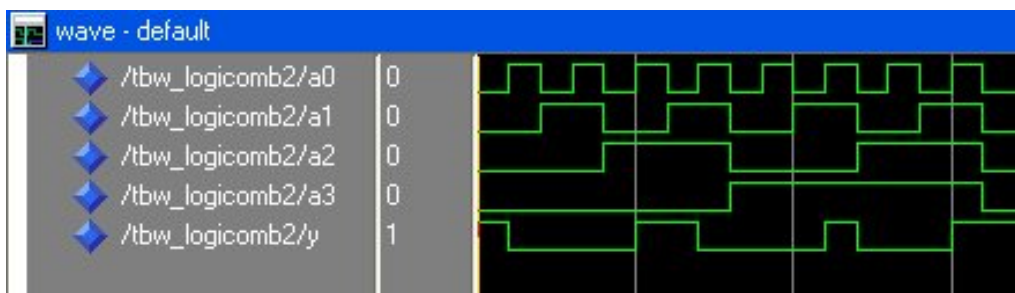 wave - default
/tbw_logicomb2/a0 0
/tbw_logicomb2/a1 0
/tbw_logicomb2/a2 0
/tbw_logicomb2/a3 0
/tbw_logicomb2/y 1